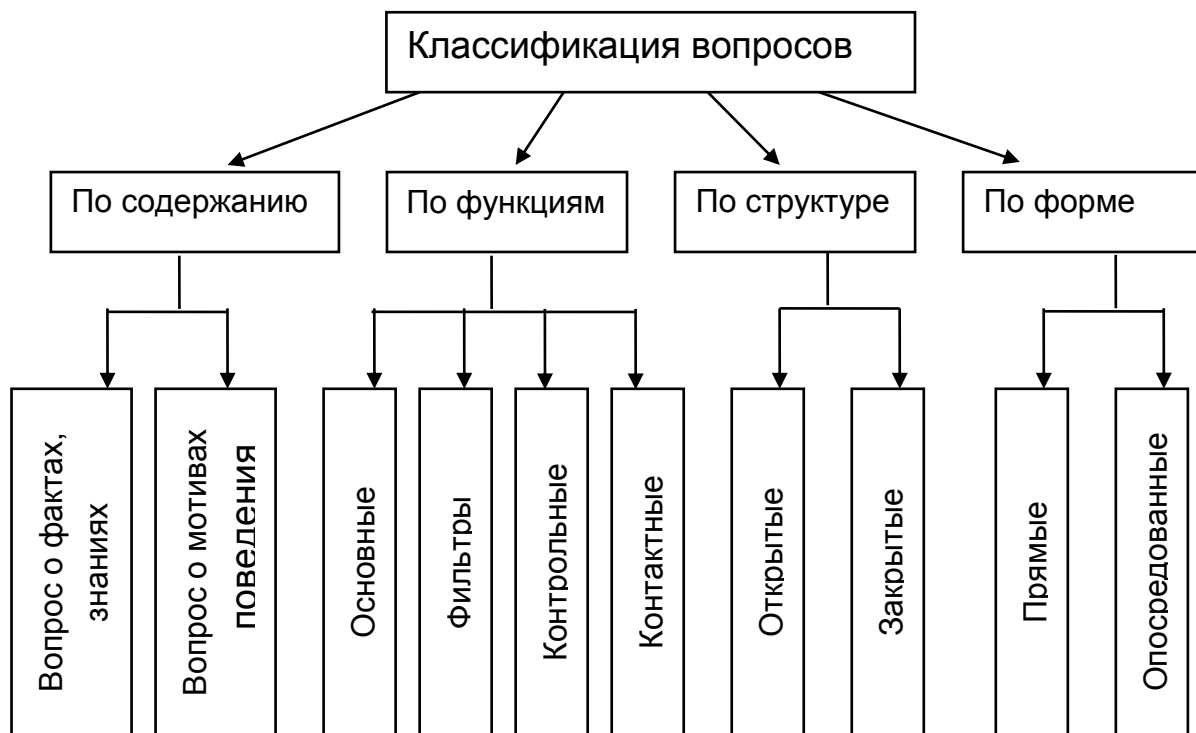 Классификация вопросов
По содержанию
По функциям
По структуре
По форме
Вопрос о фактах,
знаниях
Вопрос о мотивах
поведения
Основные
Фильтры
Контрольные
Контактные
Открытые
Закрытые
Прямые
Опосредованные